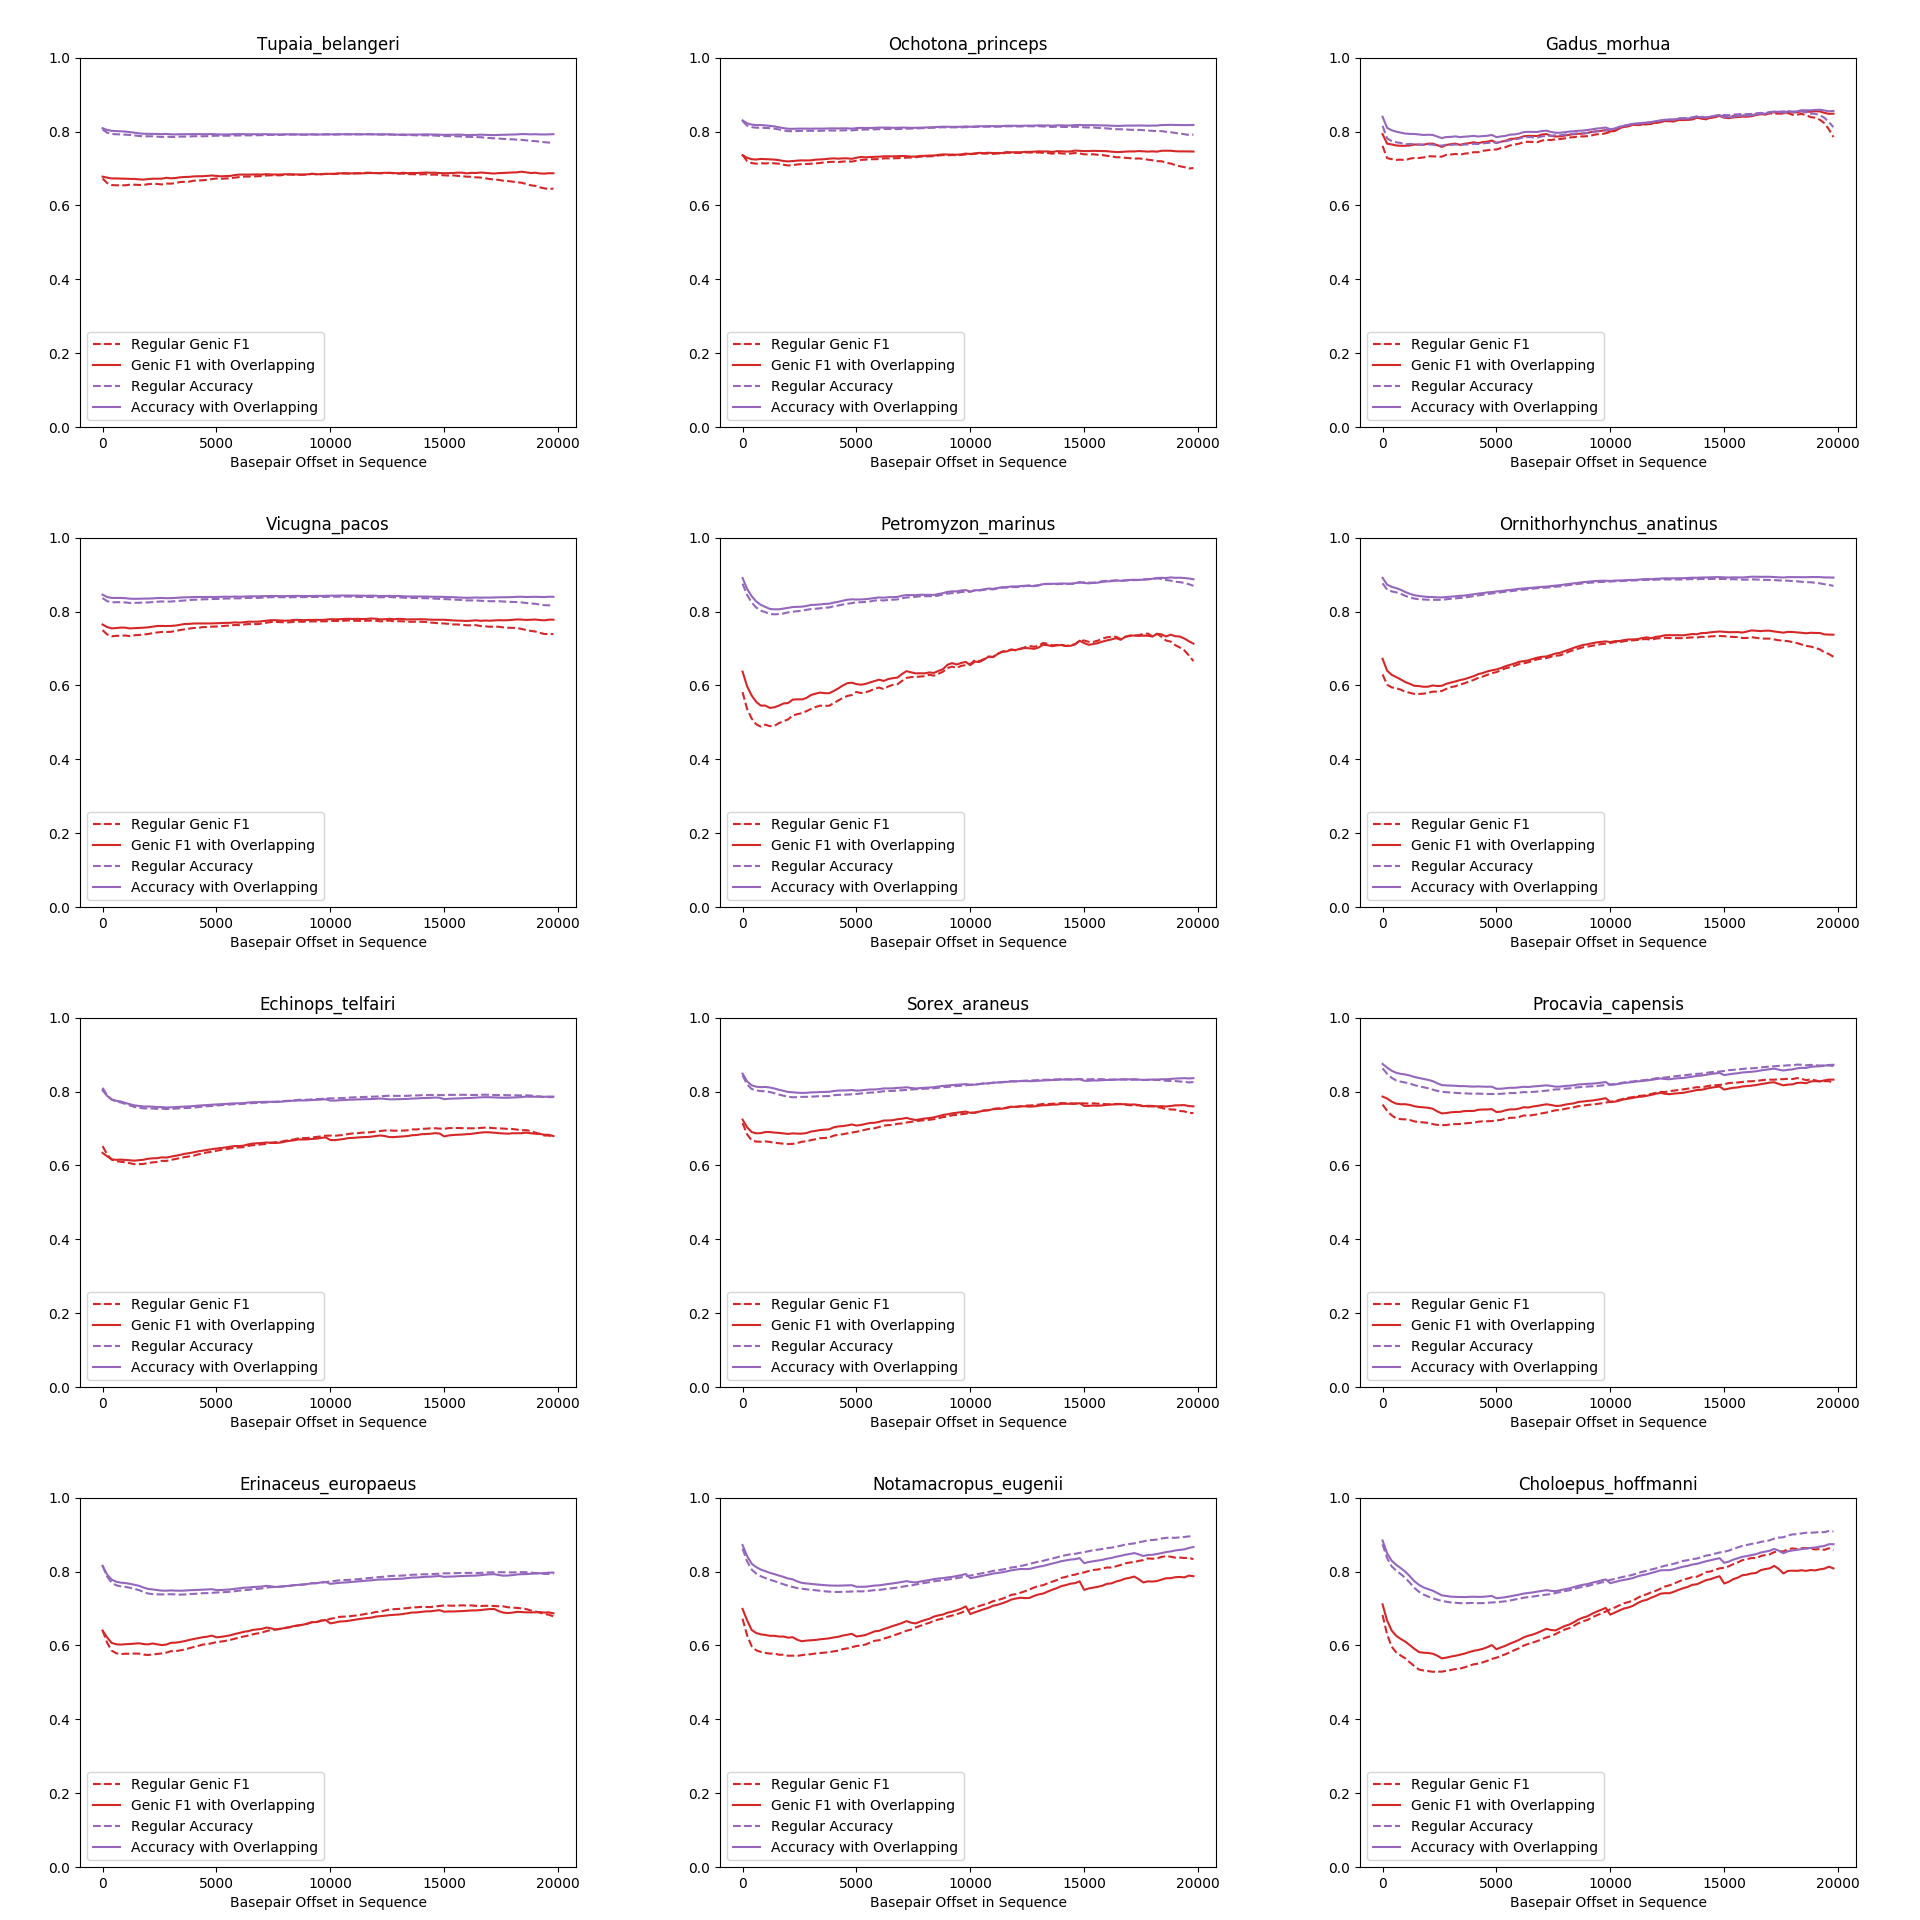 Tupaia_belangeri
1.0
0.8
0.6
0.4
0.2
0.0
Regular Genic F1
Genic F1 with Overlapping
Regular Accuracy
Accuracy with Overlapping
0 5000 10000 15000 20000
Basepair Offset in Sequence
Ochotona_princeps
1.0
0.8
0.6
0.4
0.2
0.0
Regular Genic F1
Genic F1 with Overlapping
Regular Accuracy
Accuracy with Overlapping
0 5000 10000 15000 20000
Basepair Offset in Sequence
Gadus_morhua
1.0
0.8
0.6
0.4
0.2
0.0
Regular Genic F1
Genic F1 with Overlapping
Regular Accuracy
Accuracy with Overlapping
0 5000 10000 15000 20000
Basepair Offset in Sequence
Vicugna_pacos
1.0
0.8
0.6
0.4
0.2
0.0
Regular Genic F1
Genic F1 with Overlapping
Regular Accuracy
Accuracy with Overlapping
0 5000 10000 15000 20000
Basepair Offset in Sequence
Petromyzon_marinus
1.0
0.8
0.6
0.4
0.2
0.0
Regular Genic F1
Genic F1 with Overlapping
Regular Accuracy
Accuracy with Overlapping
0 5000 10000 15000 20000
Basepair Offset in Sequence
Ornithorhynchus_anatinus
1.0
0.8
0.6
0.4
0.2
0.0
Regular Genic F1
Genic F1 with Overlapping
Regular Accuracy
Accuracy with Overlapping
0 5000 10000 15000 20000
Basepair Offset in Sequence
Echinops_telfairi
1.0
0.8
0.6
0.4
0.2
0.0
Regular Genic F1
Genic F1 with Overlapping
Regular Accuracy
Accuracy with Overlapping
0 5000 10000 15000 20000
Basepair Offset in Sequence
Sorex_araneus
1.0
0.8
0.6
0.4
0.2
0.0
Regular Genic F1
Genic F1 with Overlapping
Regular Accuracy
Accuracy with Overlapping
0 5000 10000 15000 20000
Basepair Offset in Sequence
Procavia_capensis
1.0
0.8
0.6
0.4
0.2
0.0
Regular Genic F1
Genic F1 with Overlapping
Regular Accuracy
Accuracy with Overlapping
0 5000 10000 15000 20000
Basepair Offset in Sequence
Erinaceus_europaeus
1.0
0.8
0.6
0.4
0.2
0.0
Regular Genic F1
Genic F1 with Overlapping
Regular Accuracy
Accuracy with Overlapping
0 5000 10000 15000 20000
Basepair Offset in Sequence
Notamacropus_eugenii
1.0
0.8
0.6
0.4
0.2
0.0
Regular Genic F1
Genic F1 with Overlapping
Regular Accuracy
Accuracy with Overlapping
0 5000 10000 15000 20000
Basepair Offset in Sequence
Choloepus_hoffmanni
1.0
0.8
0.6
0.4
0.2
0.0
Regular Genic F1
Genic F1 with Overlapping
Regular Accuracy
Accuracy with Overlapping
0 5000 10000 15000 20000
Basepair Offset in Sequence